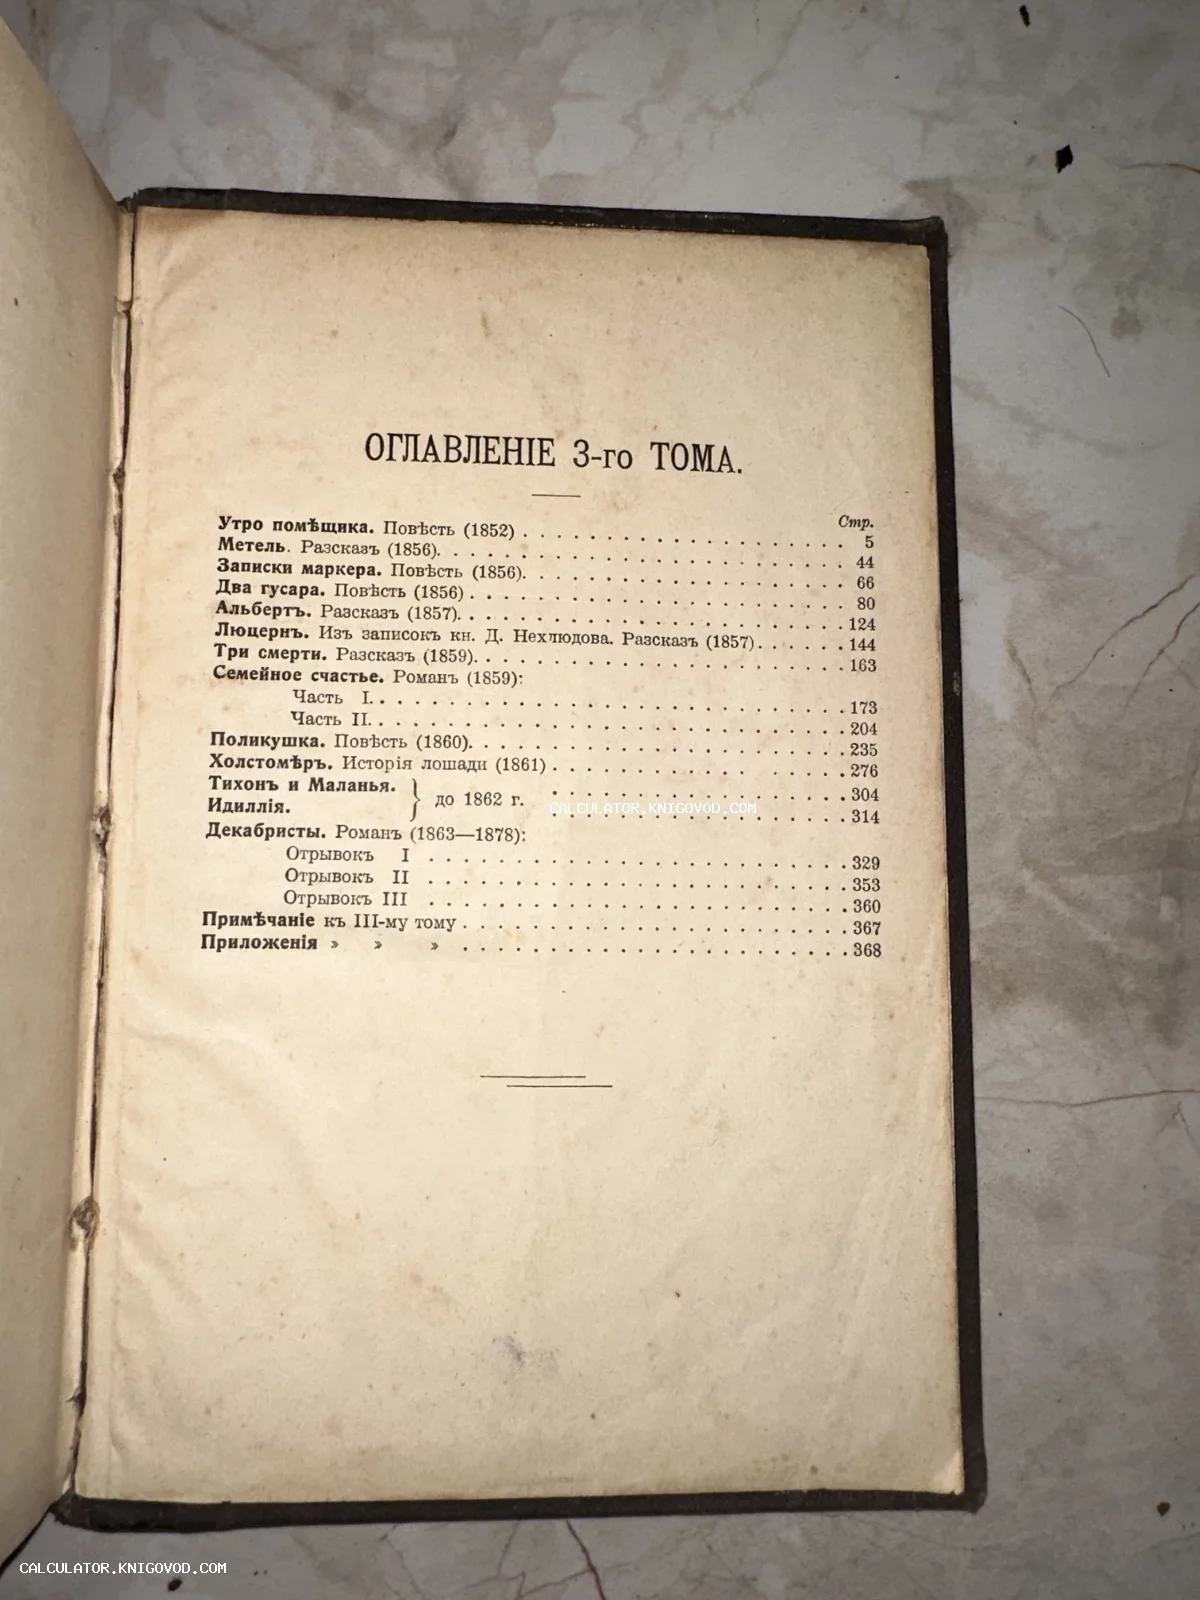 ОГЛАВЛЕНІЕ 3-го ТОМА.
Стр.
Утро помѣщика. Повѣсть (1852) . . . . . . . . . . . . . . . . 5
Метель. Разсказъ (1856). . . . . . . . . . . . . . . . . . 44
Записки маркера. Повѣсть (1856). . . . . . . . . . . . . . . 66
Два гусара. Повѣсть (1856) . . . . . . . . . . . . . . . . . 80
Альбертъ. Разсказъ (1857). . . . . . . . . . . . . . . . . 124
Люцернъ. Изъ записокъ кн. Д. Нехлюдова. Разсказъ (1857). . . . . . 144
Три смерти. Разсказъ (1859). . . . . . . . . . . . . . . . 163
Семейное счастье. Романъ (1859):
Часть I. . . . . . . . . . . . . . . . . . . . . 173
Часть II. . . . . . . . . . . . . . . . . . . . . 204
Поликушка. Повѣсть (1860). . . . . . . . . . . . . . . . . 235
Холстомѣръ. Исторія лошади (1861) . . . . . . . . . . . . . 276
Тихонъ и Маланья. } до 1862 г. . . . . . . . . . . . . . 304
Идиллія. . . . . . . . . . . . . . 314
Декабристы. Романъ (1863—1878):
Отрывокъ I . . . . . . . . . . . . . . . . . . 329
Отрывокъ II . . . . . . . . . . . . . . . . . . 353
Отрывокъ III . . . . . . . . . . . . . . . . . . 360
Примѣчаніе къ III-му тому . . . . . . . . . . . . . . . . . 367
Приложенія » » » . . . . . . . . . . . . . . . . . 368
CALCULATOR.KNIGOVOD.COM
CALCULATOR.KNIGOVOD.COM